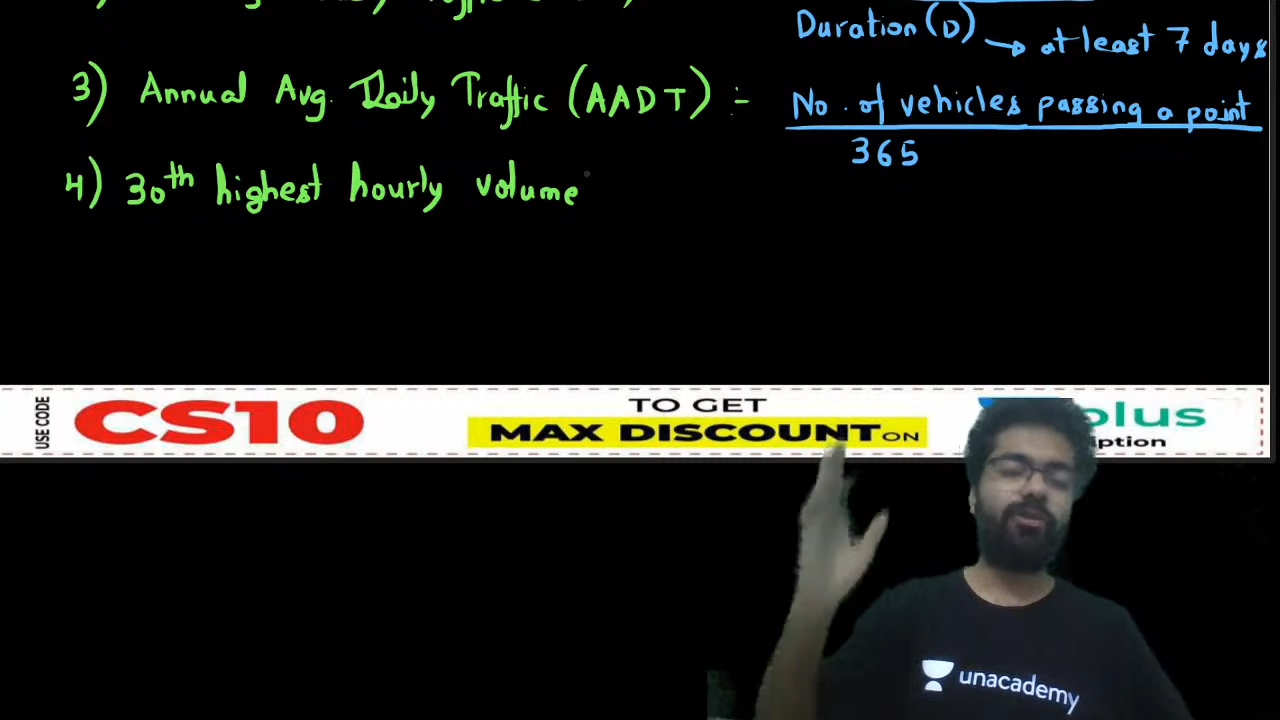 Duration (D) → at least 7 days
3) Annual Avg. Daily Traffic (AADT) = No. of vehicles passing a point
365
4) 30th highest hourly volume
USE CODE
CS10
TO GET
MAX DISCOUNT ON
plus
unacademy